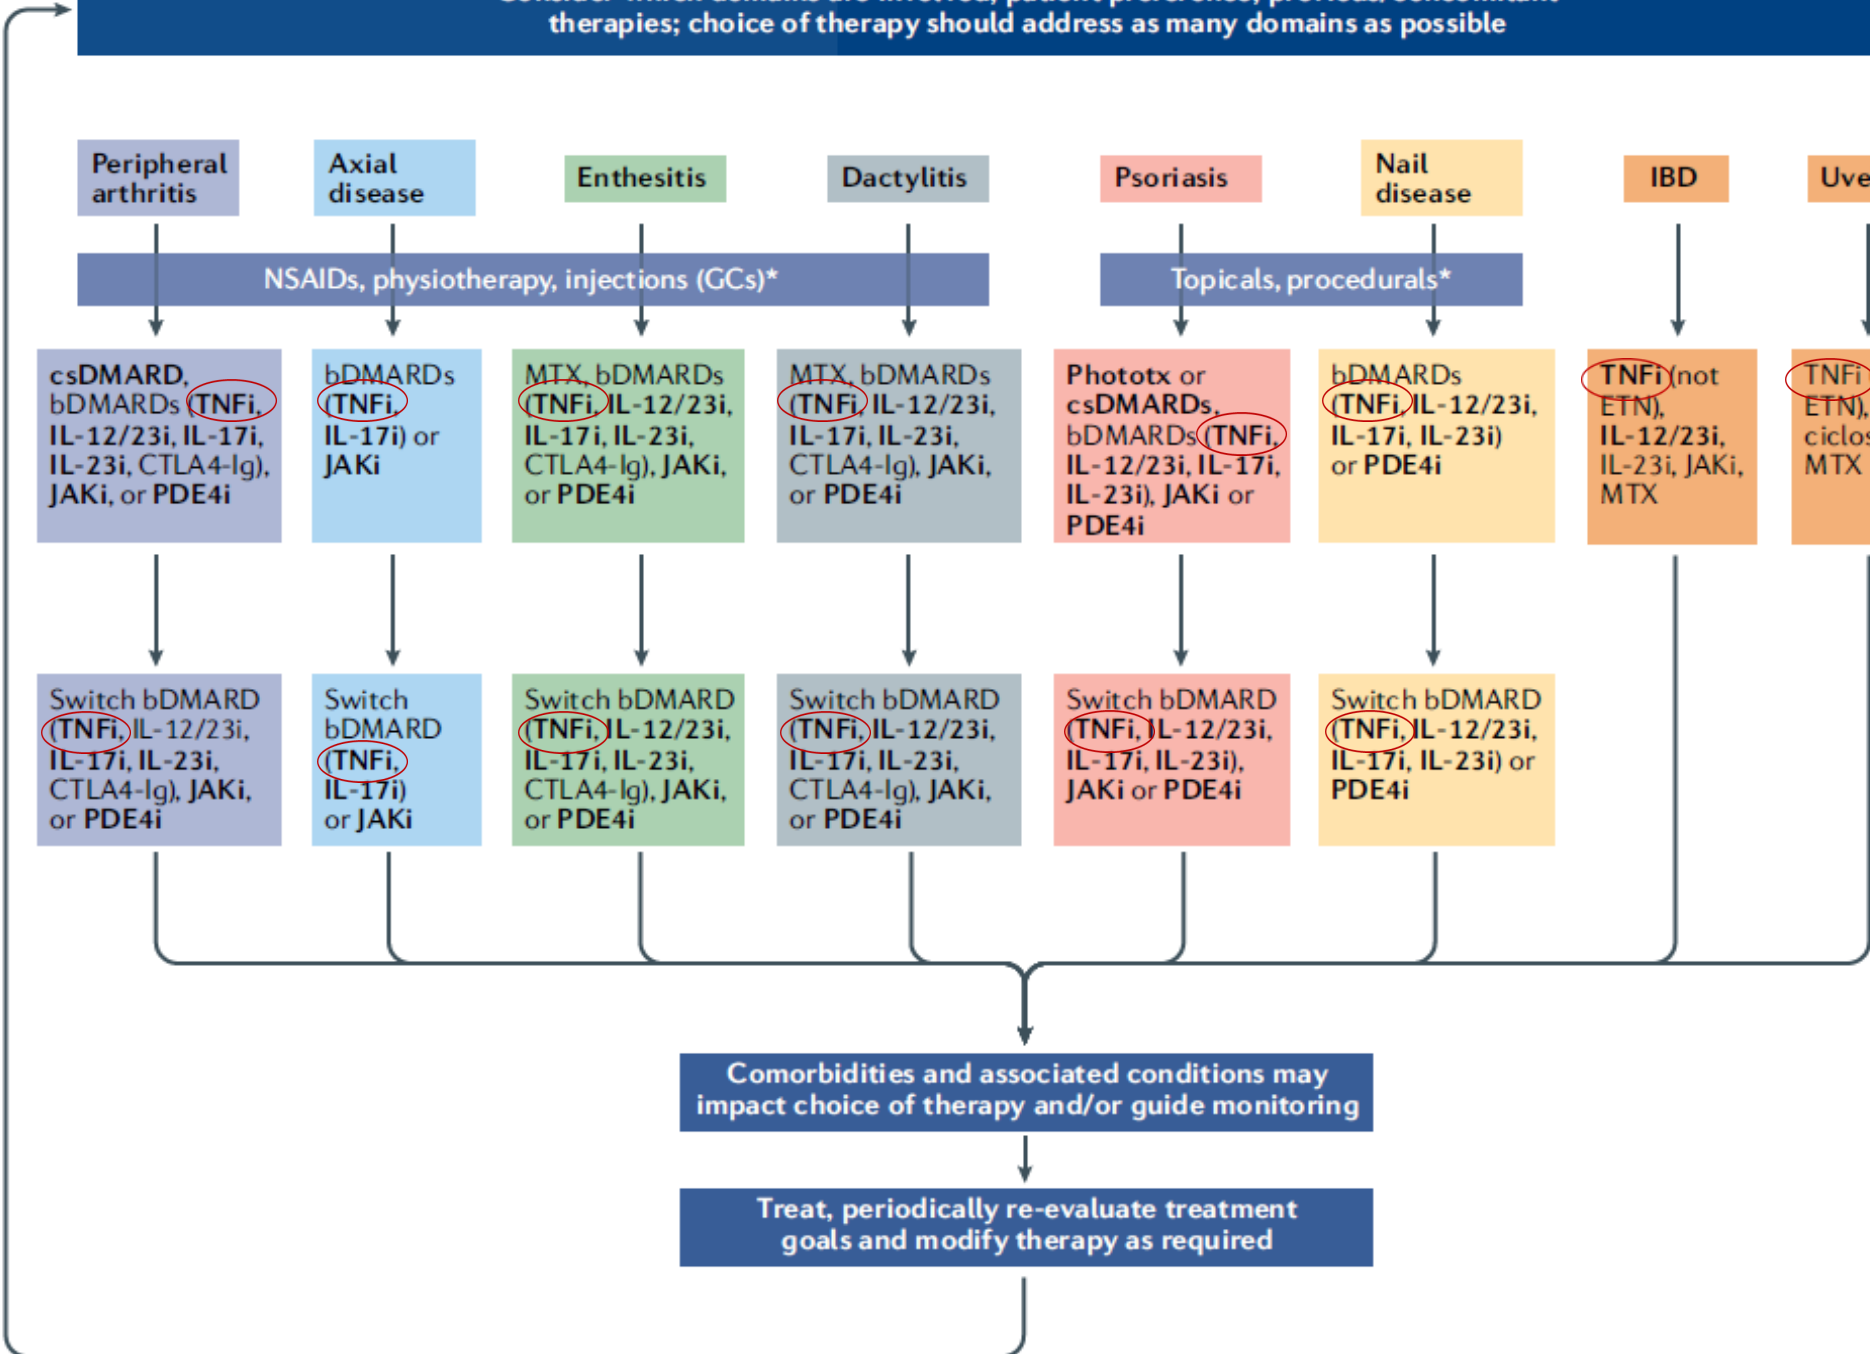 therapies; choice of therapy should address as many domains as possible
Peripheral
arthritis
Axial
disease
Enthesitis
Dactylitis
Psoriasis
Nail
disease
IBD
Uve
NSAIDs, physiotherapy, injections (GCs)*
Topicals, procedurals*
csDMARD,
bDMARDs (TNFi,
IL-12/23i, IL-17i,
IL-23i, CTLA4-Ig),
JAKi, or PDE4i
bDMARDs
(TNFi,
IL-17i) or
JAKi
MTX, bDMARDs
(TNFi, IL-12/23i,
IL-17i, IL-23i,
CTLA4-Ig), JAKi,
or PDE4i
MTX, bDMARDs
(TNFi, IL-12/23i,
IL-17i, IL-23i,
CTLA4-Ig), JAKi,
or PDE4i
Phototx or
csDMARDs,
bDMARDs (TNFi,
IL-12/23i, IL-17i,
IL-23i), JAKi or
PDE4i
bDMARDs
(TNFi, IL-12/23i,
IL-17i, IL-23i)
or PDE4i
TNFi (not
ETN),
IL-12/23i,
IL-23i, JAKi,
MTX
TNFi
ETN),
ciclos
MTX
Switch bDMARD
(TNFi, IL-12/23i,
IL-17i, IL-23i,
CTLA4-Ig), JAKi,
or PDE4i
Switch
bDMARD
(TNFi,
IL-17i)
or JAKi
Switch bDMARD
(TNFi, IL-12/23i,
IL-17i, IL-23i,
CTLA4-Ig), JAKi,
or PDE4i
Switch bDMARD
(TNFi, IL-12/23i,
IL-17i, IL-23i,
CTLA4-Ig), JAKi,
or PDE4i
Switch bDMARD
(TNFi, IL-12/23i,
IL-17i, IL-23i),
JAKi or PDE4i
Switch bDMARD
(TNFi, IL-12/23i,
IL-17i, IL-23i) or
PDE4i
Comorbidities and associated conditions may
impact choice of therapy and/or guide monitoring
Treat, periodically re-evaluate treatment
goals and modify therapy as required